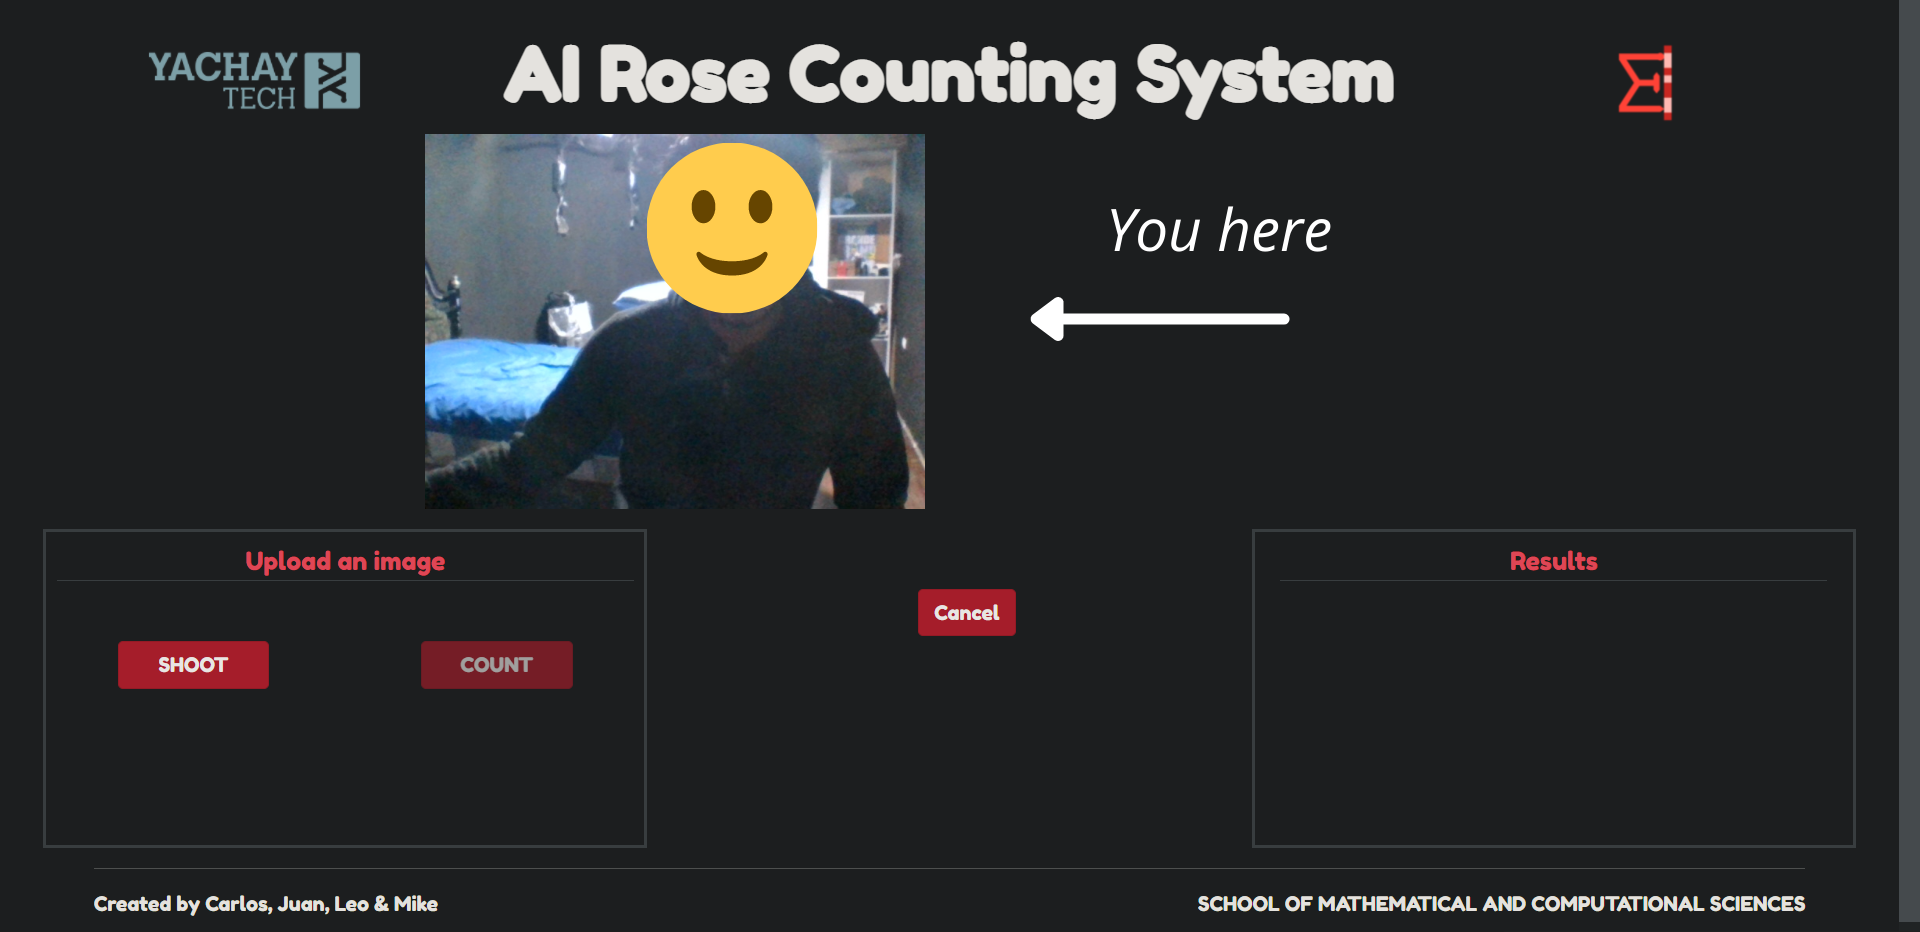 YACHAY
TECH
AI Rose Counting System
You here
Upload an image
SHOOT
COUNT
Cancel
Results
Created by Carlos, Juan, Leo & Mike
SCHOOL OF MATHEMATICAL AND COMPUTATIONAL SCIENCES